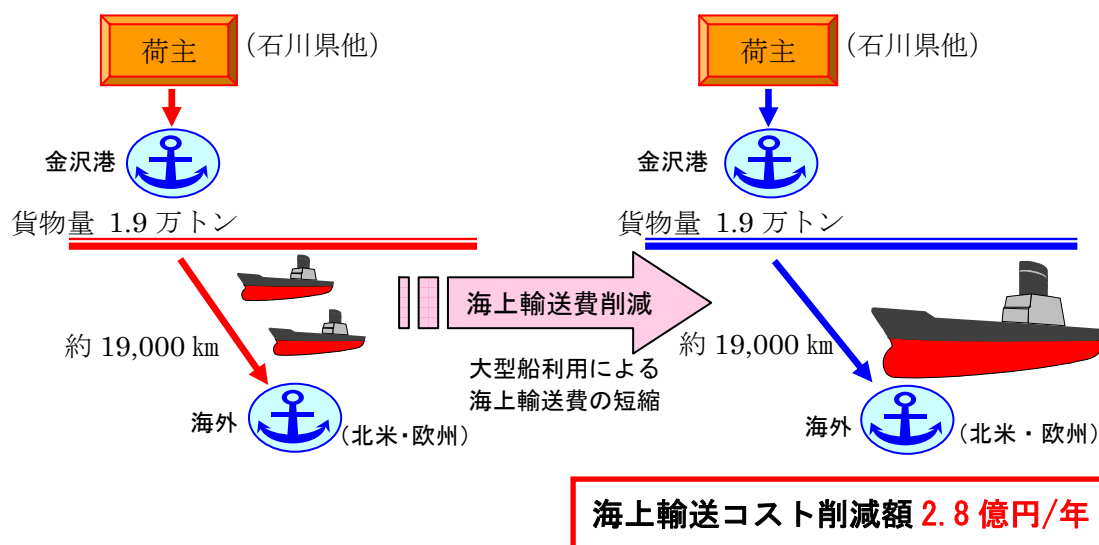 荷主
(石川県他)
金沢港
貨物量 1.9 万トン
約 19,000 ㎞
海外
(北米・欧州)
海上輸送費削減
大型船利用による
海上輸送費の短縮
荷主
(石川県他)
金沢港
貨物量 1.9 万トン
約 19,000 ㎞
海外
(北米・欧州)
海上輸送コスト削減額 2.8 億円/年